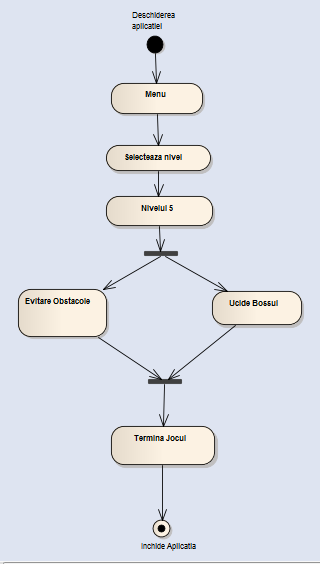 Deschiderea
aplicatiei
Menu
Selecteaza nivel
Nivelul 5
Evitare Obstacole
Ucide Bossul
Termina Jocul
Inchide Aplicatia